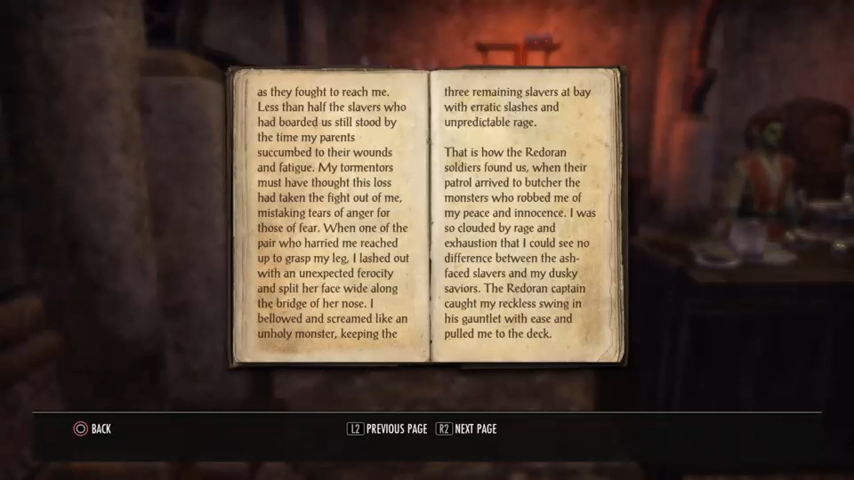 as they fought to reach me.
Less than half the slavers who
had boarded us still stood by
the time my parents
succumbed to their wounds
and fatigue. My tormentors
must have thought this loss
had taken the fight out of me,
mistaking tears of anger for
those of fear. When one of the
pair who harried me reached
up to grasp my leg, I lashed out
with an unexpected ferocity
and split her face wide along
the bridge of her nose. I
bellowed and screamed like an
unholy monster, keeping the
three remaining slavers at bay
with erratic slashes and
unpredictable rage.
That is how the Redoran
soldiers found us, when their
patrol arrived to butcher the
monsters who robbed me of
my peace and innocence. I was
so clouded by rage and
exhaustion that I could see no
difference between the ash-
faced slavers and my dusky
saviors. The Redoran captain
caught my reckless swing in
his gauntlet with ease and
pulled me to the deck.
BACK
L2 PREVIOUS PAGE R2 NEXT PAGE